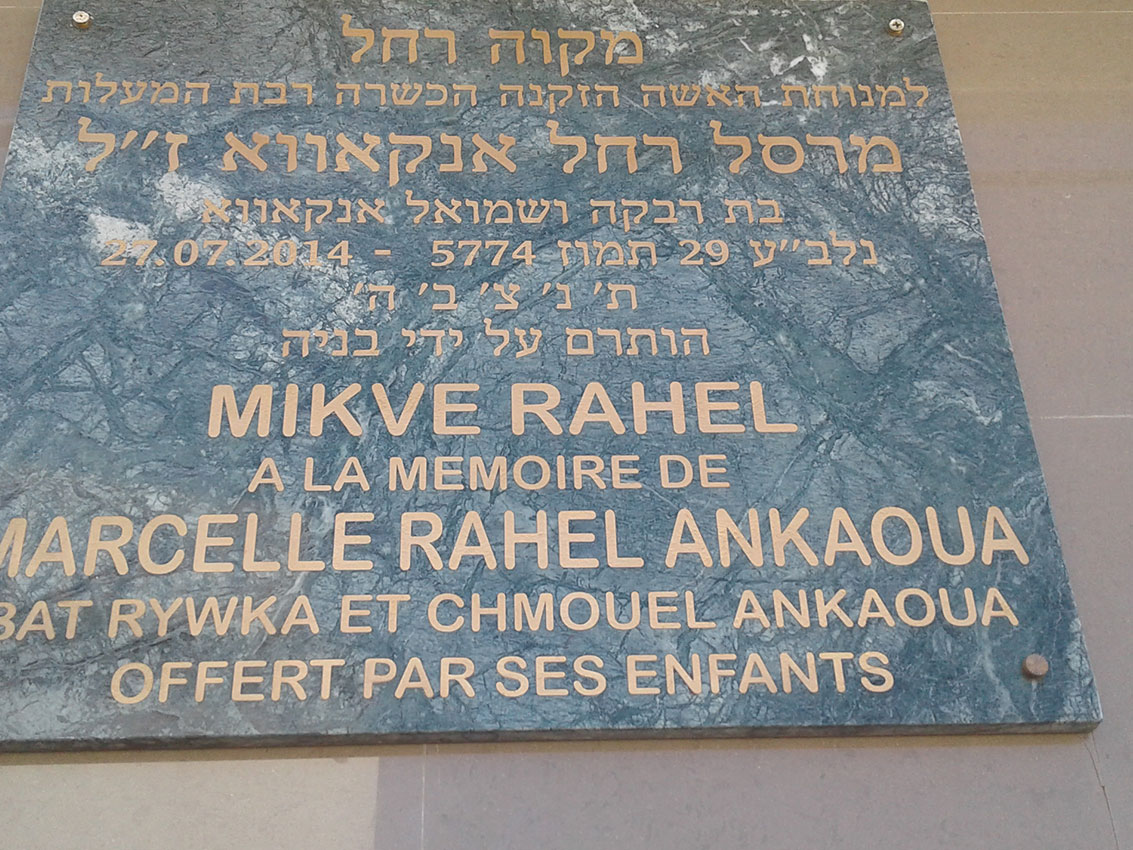 מקוה רחל
למנוחת האשה הזקנה הכשרה רבת המעלות
מרסל רחל אנקאווא ז״ל
בת רבקה ושמואל אנקאווא
נלב״ע 29 תמוז 5774 - 27.07.2014
ת׳ נ׳ צ׳ ב׳ ה׳
הותרם על ידי בניה
MIKVE RAHEL
A LA MEMOIRE DE
MARCELLE RAHEL ANKAOUA
BAT RYWKA ET CHMOUEL ANKAOUA
OFFERT PAR SES ENFANTS